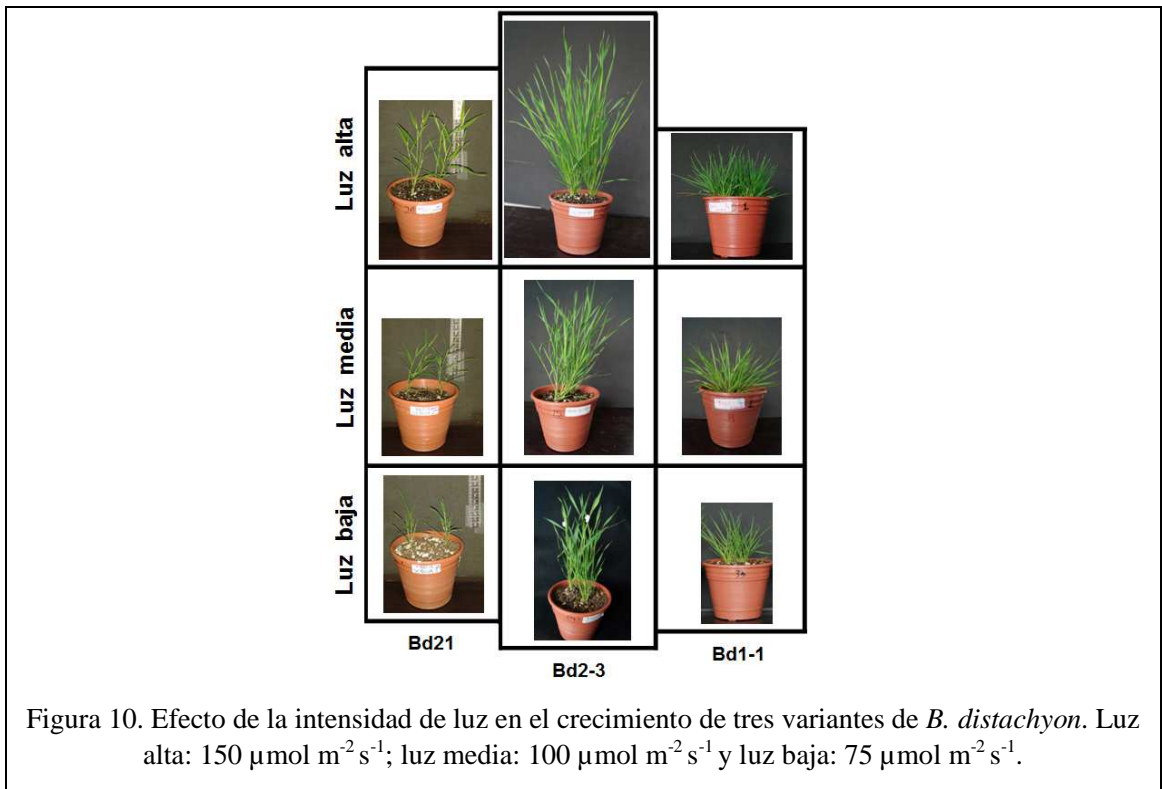 Luz alta
Luz media
Luz baja
Bd21
Bd2-3
Bd1-1
Figura 10. Efecto de la intensidad de luz en el crecimiento de tres variantes de B. distachyon. Luz
alta: 150 µmol m-2 s-1; luz media: 100 µmol m-2 s-1 y luz baja: 75 µmol m-2 s-1.